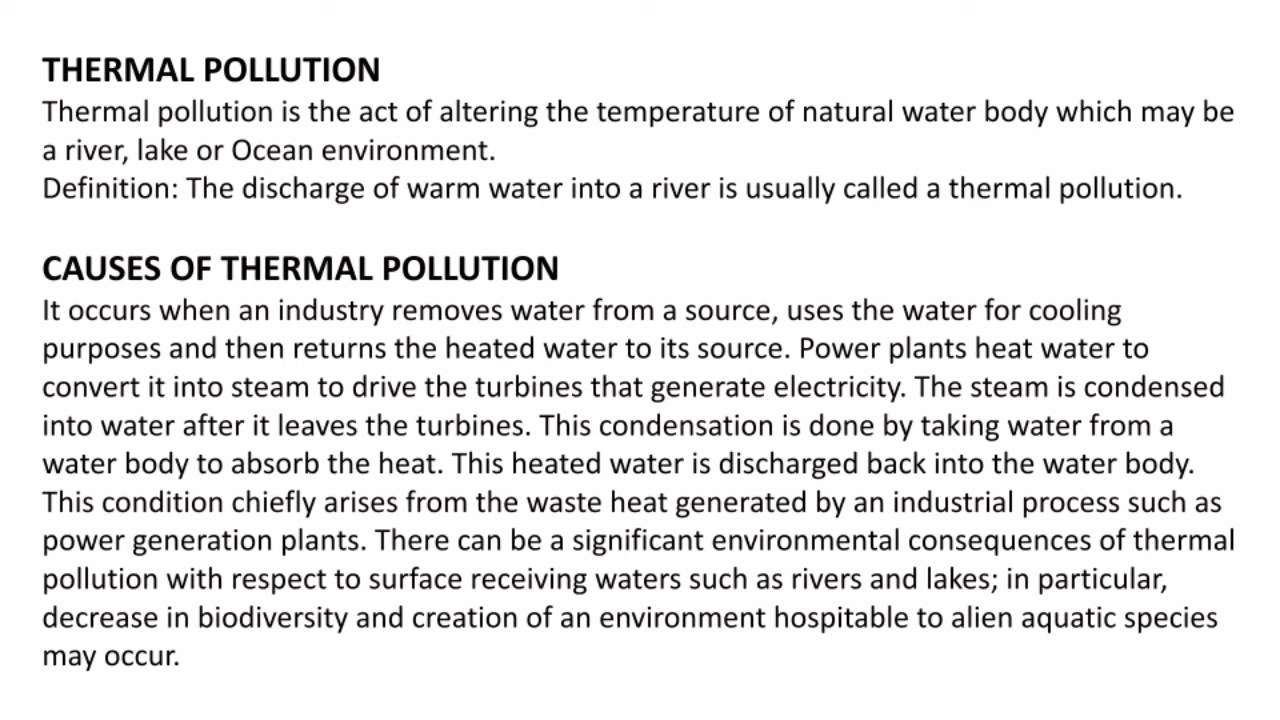 THERMAL POLLUTION
Thermal pollution is the act of altering the temperature of natural water body which may be
a river, lake or Ocean environment.
Definition: The discharge of warm water into a river is usually called a thermal pollution.
CAUSES OF THERMAL POLLUTION
It occurs when an industry removes water from a source, uses the water for cooling
purposes and then returns the heated water to its source. Power plants heat water to
convert it into steam to drive the turbines that generate electricity. The steam is condensed
into water after it leaves the turbines. This condensation is done by taking water from a
water body to absorb the heat. This heated water is discharged back into the water body.
This condition chiefly arises from the waste heat generated by an industrial process such as
power generation plants. There can be a significant environmental consequences of thermal
pollution with respect to surface receiving waters such as rivers and lakes; in particular,
decrease in biodiversity and creation of an environment hospitable to alien aquatic species
may occur.